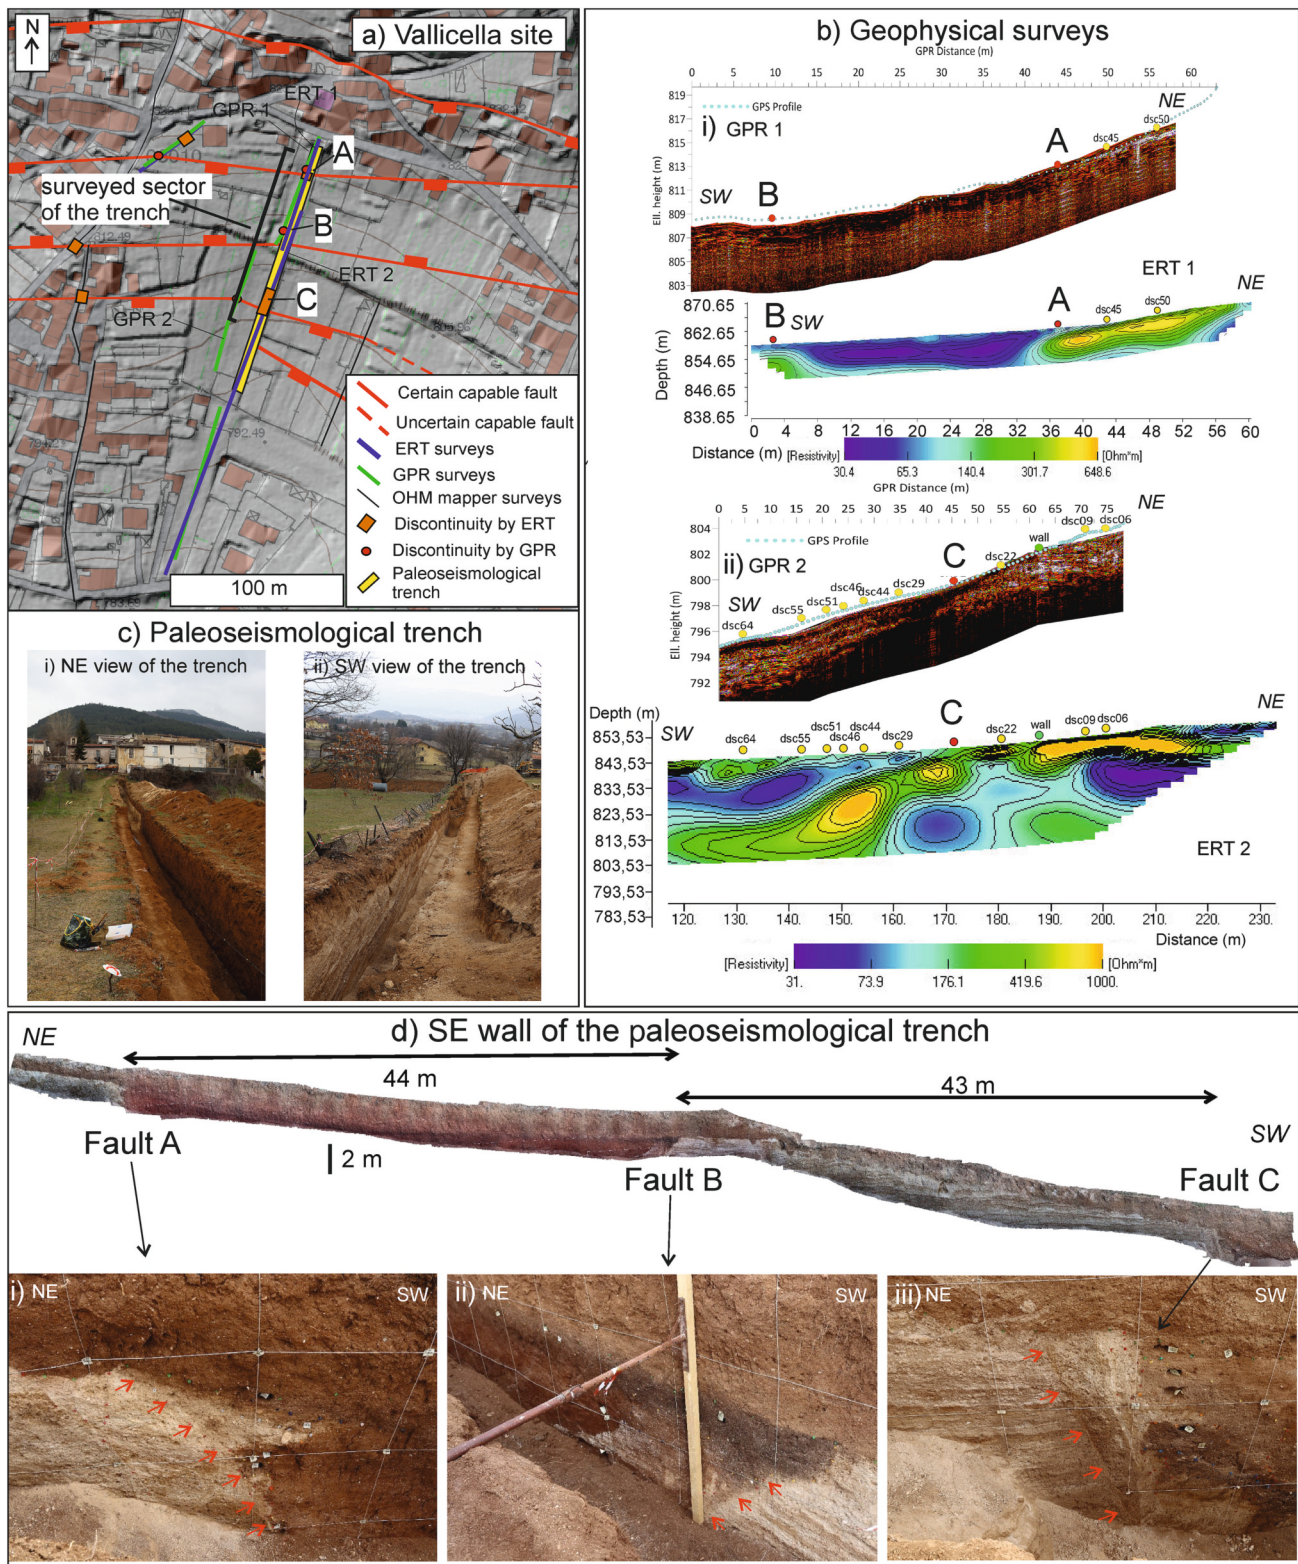 a) Vallicella site
N
ERT 1
GPR 1
A
surveyed sector
of the trench
B
812.49
ERT 2
C
GPR 2
792.49
Certain capable fault
Uncertain capable fault
ERT surveys
GPR surveys
OHM mapper surveys
Discontinuity by ERT
Discontinuity by GPR
Paleoseismological
trench
100 m
b) Geophysical surveys
GPR Distance (m)
0 5 10 15 20 25 30 35 40 45 50 55 60
819
817
815
813
811
809
807
805
803
Ell. height (m)
GPS Profile
i) GPR 1
NE
dsc50
dsc45
A
B
SW
ERT 1
NE
870.65
862.65
854.65
846.65
838.65
Depth (m)
B SW
A
dsc45
dsc50
0 4 8 12 16 20 24 28 32 36 40 44 48 52 56 60
Distance (m)
[Resistivity] [Ohm*m]
30.4 65.3 140.4 301.7 648.6
GPR Distance (m)
0 5 10 15 20 25 30 35 40 45 50 55 60 65 70 75
NE
804
802
800
798
796
794
792
Ell. height (m)
GPS Profile
ii) GPR 2
SW
dsc64
dsc55
dsc51
dsc46
dsc44
dsc29
C
dsc22
wall
dsc09
dsc06
Depth (m)
853,53
843,53
833,53
823,53
813,53
803,53
793,53
783,53
SW
NE
dsc64
dsc55
dsc51
dsc46
dsc44
dsc29
C
dsc22
wall
dsc09
dsc06
ERT 2
120. 130. 140. 150. 160. 170. 180. 190. 200. 210. 220. 230.
Distance (m)
[Resistivity] [Ohm*m]
31. 73.9 176.1 419.6 1000.
c) Paleoseismological trench
i) NE view of the trench
ii) SW view of the trench
d) SE wall of the paleoseismological trench
NE
44 m
43 m
SW
Fault A
2 m
Fault B
Fault C
i) NE
SW
ii) NE
SW
iii) NE
SW